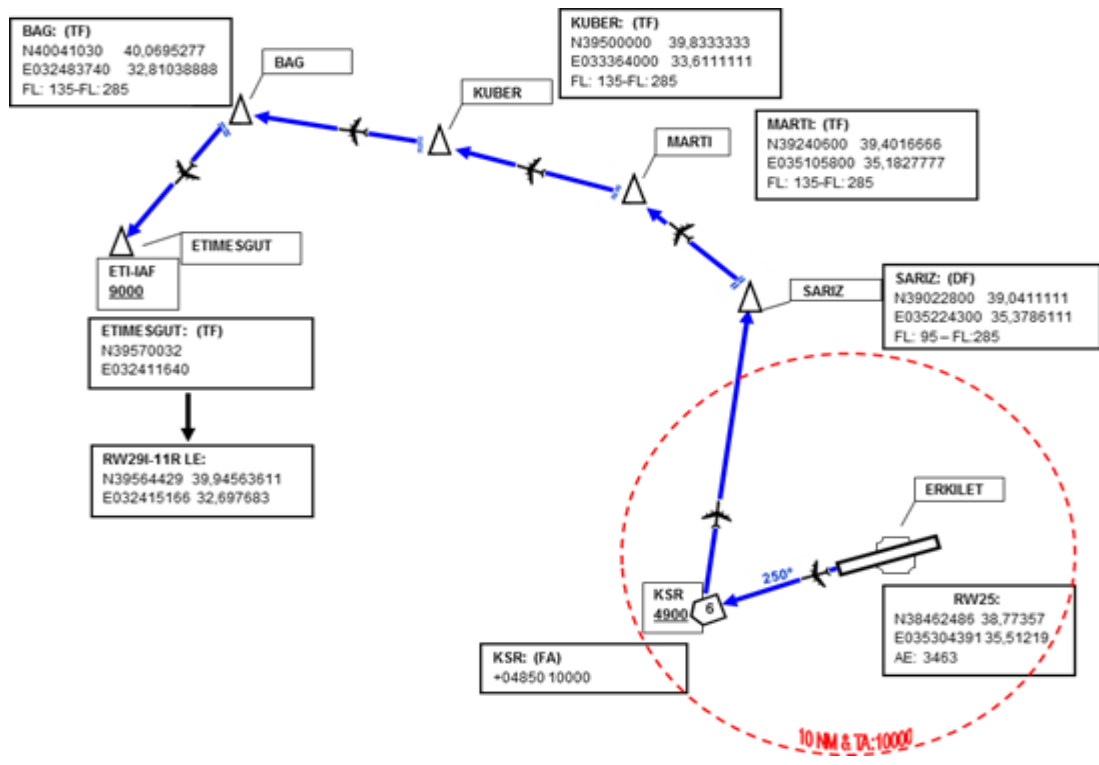 BAG: (TF)
N40041030 40,0695277
E032483740 32,81038888
FL: 135-FL:285
BAG
KUBER: (TF)
N39500000 39,8333333
E033364000 33,6111111
FL: 135-FL:285
KUBER
MARTI: (TF)
N39240600 39,4016666
E035105800 35,1827777
FL: 135-FL:285
MARTI
ETIMESGUT
ETI-IAF
9000
ETIMESGUT: (TF)
N39570032
E032411640
RW29I-11R LE:
N39564429 39,94563611
E032415166 32,697683
SARIZ
SARIZ: (DF)
N39022800 39,0411111
E035224300 35,3786111
FL: 95–FL:285
ERKILET
250°
KSR
4900
6
RW25:
N38462486 38,77357
E035304391 35,51219
AE: 3463
KSR: (FA)
+04850 10000
10 NM & TA:10000